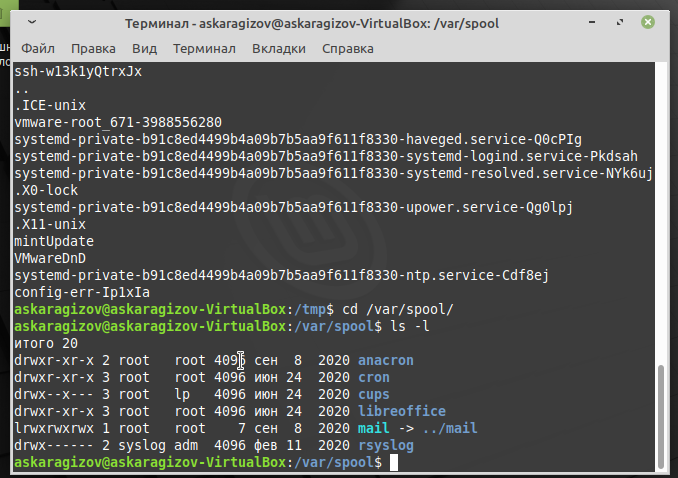 Терминал - askaragizov@askaragizov-VirtualBox: /var/spool
Файл Правка Вид Терминал Вкладки Справка
ssh-w13k1yQtrxJx
..
.ICE-unix
vmware-root_671-3988556280
systemd-private-b91c8ed4499b4a09b7b5aa9f611f8330-haveged.service-Q0cPIg
systemd-private-b91c8ed4499b4a09b7b5aa9f611f8330-systemd-logind.service-Pkdsah
systemd-private-b91c8ed4499b4a09b7b5aa9f611f8330-systemd-resolved.service-NYk6uj
.X0-lock
systemd-private-b91c8ed4499b4a09b7b5aa9f611f8330-upower.service-Qg0lpj
.X11-unix
mintUpdate
VMwareDnD
systemd-private-b91c8ed4499b4a09b7b5aa9f611f8330-ntp.service-Cdf8ej
config-err-Ip1xIa
askaragizov@askaragizov-VirtualBox:/tmp$ cd /var/spool/
askaragizov@askaragizov-VirtualBox:/var/spool$ ls -l
итого 20
drwxr-xr-x 2 root   root 4096 сен  8  2020 anacron
drwxr-xr-x 3 root   root 4096 июн 24  2020 cron
drwx--x--- 3 root   lp   4096 июн 24  2020 cups
drwxr-xr-x 3 root   root 4096 июн 24  2020 libreoffice
lrwxrwxrwx 1 root   root    7 сен  8  2020 mail -> ../mail
drwx------ 2 syslog adm  4096 фев 11  2020 rsyslog
askaragizov@askaragizov-VirtualBox:/var/spool$